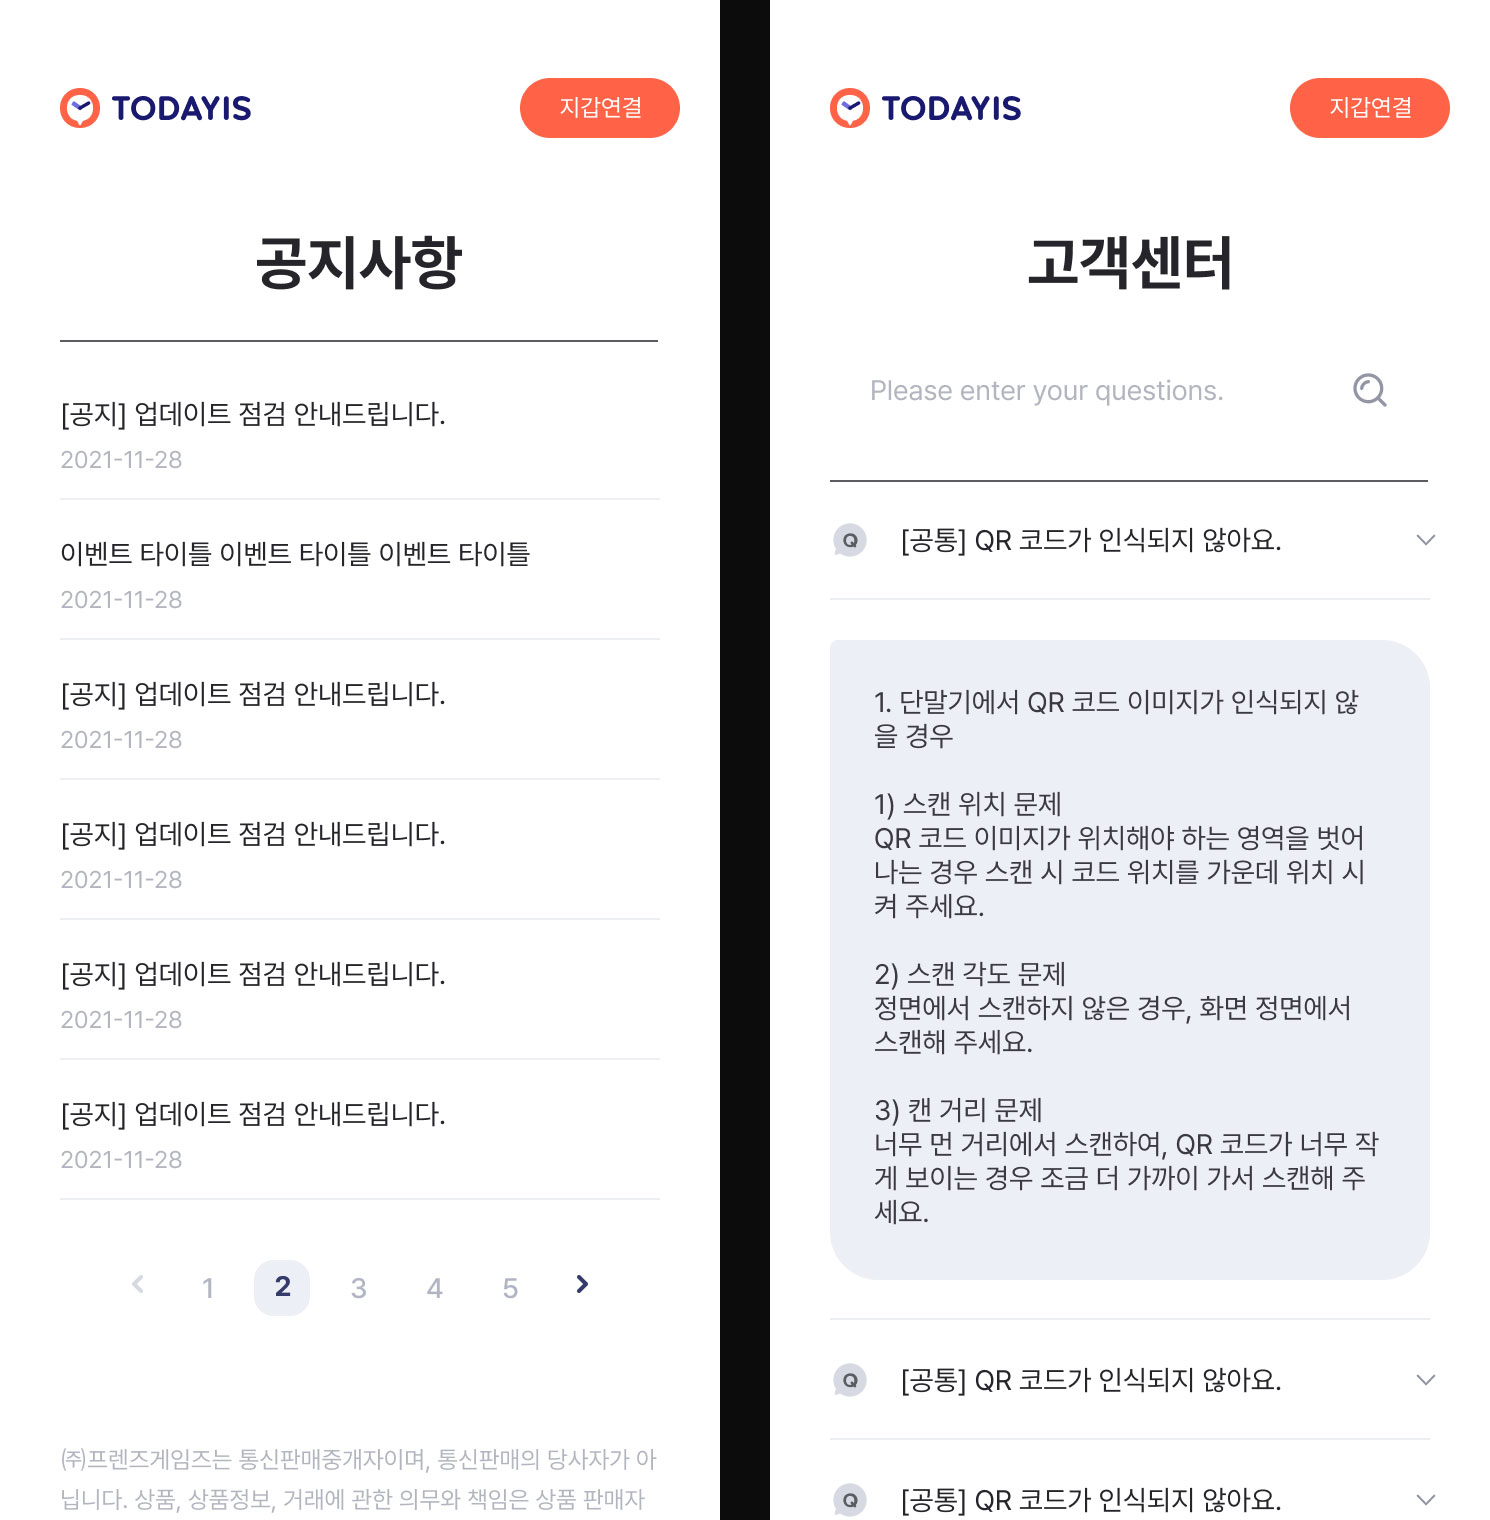 TODAYIS
지갑연결
공지사항
[공지] 업데이트 점검 안내드립니다.
2021-11-28
이벤트 타이틀 이벤트 타이틀 이벤트 타이틀
2021-11-28
[공지] 업데이트 점검 안내드립니다.
2021-11-28
[공지] 업데이트 점검 안내드립니다.
2021-11-28
[공지] 업데이트 점검 안내드립니다.
2021-11-28
[공지] 업데이트 점검 안내드립니다.
2021-11-28
1 2 3 4 5
㈜프렌즈게임즈는 통신판매중개자이며, 통신판매의 당사자가 아
닙니다. 상품, 상품정보, 거래에 관한 의무와 책임은 상품 판매자
TODAYIS
지갑연결
고객센터
Please enter your questions.
Q [공통] QR 코드가 인식되지 않아요.
1. 단말기에서 QR 코드 이미지가 인식되지 않
을 경우
1) 스캔 위치 문제
QR 코드 이미지가 위치해야 하는 영역을 벗어
나는 경우 스캔 시 코드 위치를 가운데 위치 시
켜 주세요.
2) 스캔 각도 문제
정면에서 스캔하지 않은 경우, 화면 정면에서
스캔해 주세요.
3) 캔 거리 문제
너무 먼 거리에서 스캔하여, QR 코드가 너무 작
게 보이는 경우 조금 더 가까이 가서 스캔해 주
세요.
Q [공통] QR 코드가 인식되지 않아요.
Q [공통] QR 코드가 인식되지 않아요.